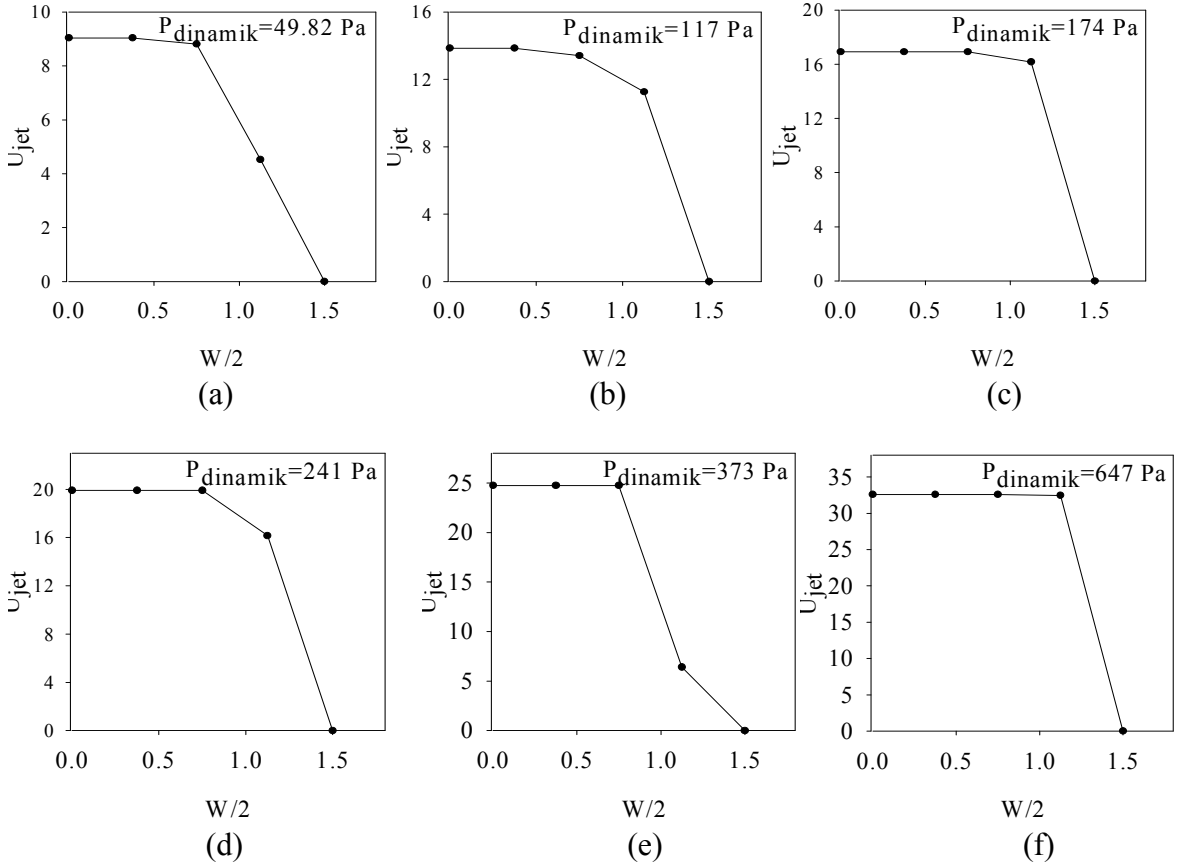 P_dinamik=49.82 Pa
10
8
6
4
2
0
U_jet
0.0 0.5 1.0 1.5
W/2
(a)
P_dinamik=117 Pa
16
12
8
4
0
U_jet
0.0 0.5 1.0 1.5
W/2
(b)
P_dinamik=174 Pa
20
16
12
8
4
0
U_jet
0.0 0.5 1.0 1.5
W/2
(c)
P_dinamik=241 Pa
20
16
12
8
4
0
U_jet
0.0 0.5 1.0 1.5
W/2
(d)
P_dinamik=373 Pa
25
20
15
10
5
0
U_jet
0.0 0.5 1.0 1.5
W/2
(e)
P_dinamik=647 Pa
35
30
25
20
15
10
5
0
U_jet
0.0 0.5 1.0 1.5
W/2
(f)